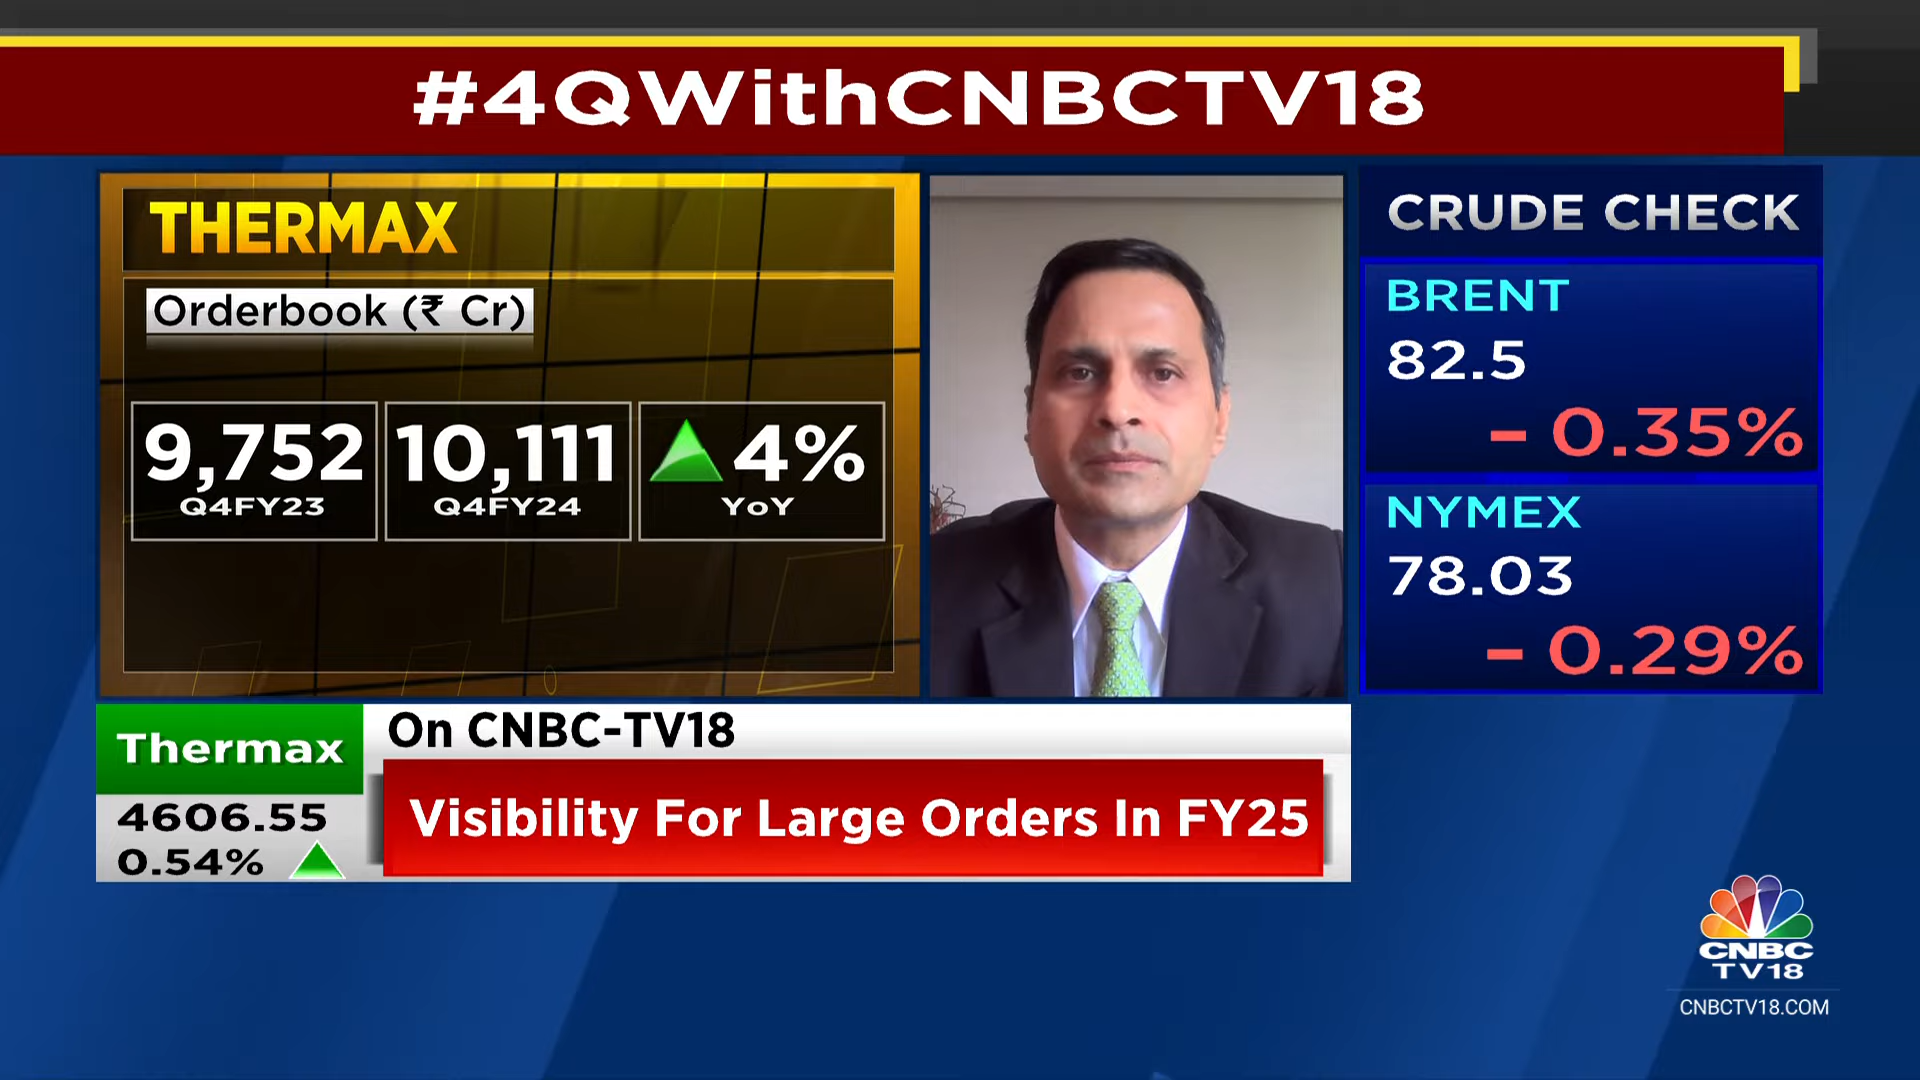 #4QWithCNBCTV18
THERMAX
Orderbook (₹ Cr)
9,752
Q4FY23
10,111
Q4FY24
4%
YoY
CRUDE CHECK
BRENT
82.5
– 0.35%
NYMEX
78.03
– 0.29%
Thermax
4606.55
0.54%
On CNBC-TV18
Visibility For Large Orders In FY25
CNBC
TV18
CNBCTV18.COM